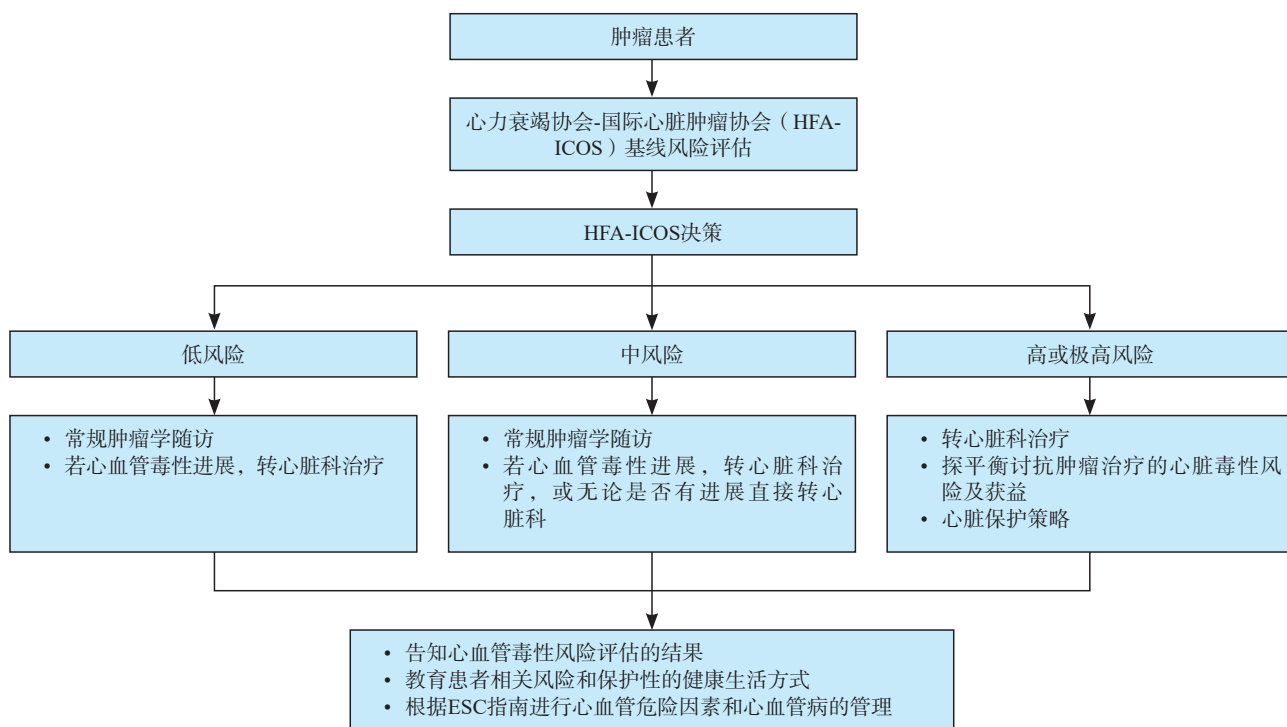 肿瘤患者
心力衰竭协会-国际心脏肿瘤协会（HFA-
ICOS）基线风险评估
HFA-ICOS决策
低风险
中风险
高或极高风险
• 常规肿瘤学随访
• 若心血管毒性进展，转心脏科治疗
• 常规肿瘤学随访
• 若心血管毒性进展，转心脏科治
疗，或无论是否有进展直接转心
脏科
• 转心脏科治疗
• 探平衡讨抗肿瘤治疗的心脏毒性风
险及获益
• 心脏保护策略
• 告知心血管毒性风险评估的结果
• 教育患者相关风险和保护性的健康生活方式
• 根据ESC指南进行心血管危险因素和心血管病的管理